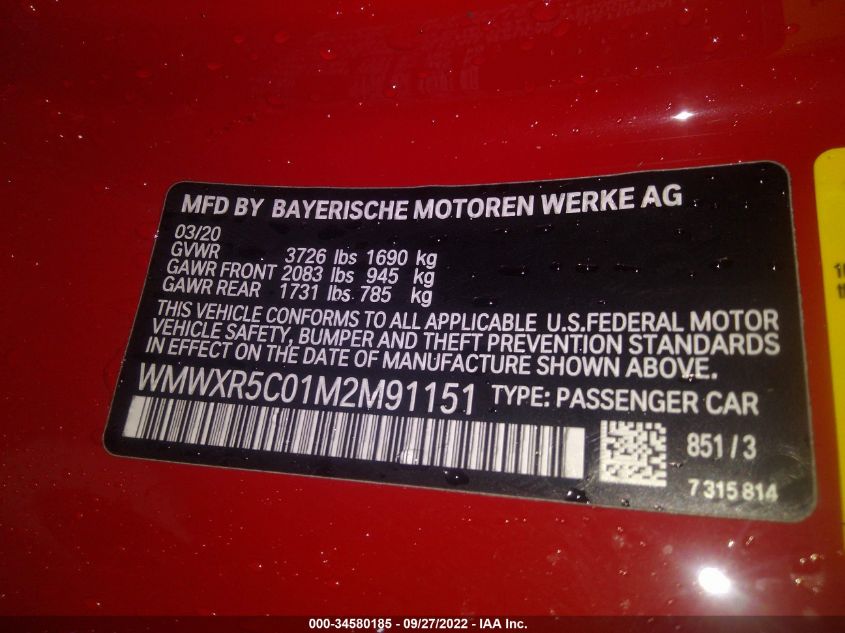 MFD BY BAYERISCHE MOTOREN WERKE AG
03/20
GVWR 3726 lbs 1690 kg
GAWR FRONT 2083 lbs 945 kg
GAWR REAR 1731 lbs 785 kg
THIS VEHICLE CONFORMS TO ALL APPLICABLE U.S.FEDERAL MOTOR
VEHICLE SAFETY, BUMPER AND THEFT PREVENTION STANDARDS
IN EFFECT ON THE DATE OF MANUFACTURE SHOWN ABOVE.
WMWXR5C01M2M91151 TYPE: PASSENGER CAR
851/3
7 315 814
000-34580185 - 09/27/2022 - IAA Inc.